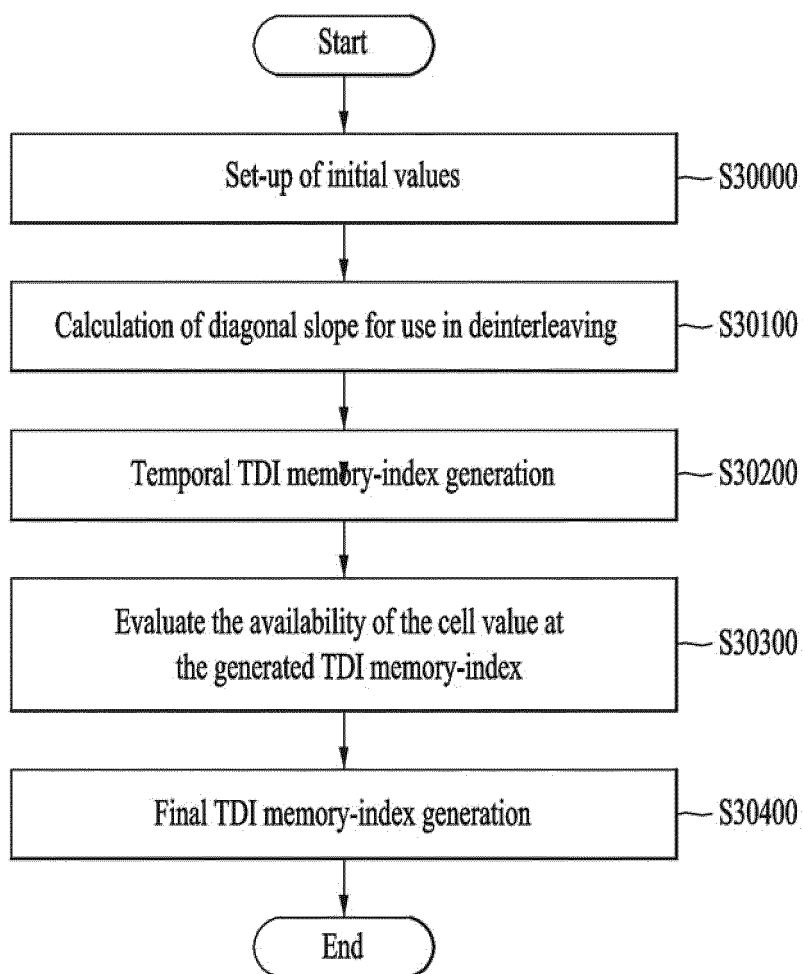 Start
Set-up of initial values
S30000
Calculation of diagonal slope for use in deinterleaving
S30100
Temporal TDI memory-index generation
S30200
Evaluate the availability of the cell value at
the generated TDI memory-index
S30300
Final TDI memory-index generation
S30400
End